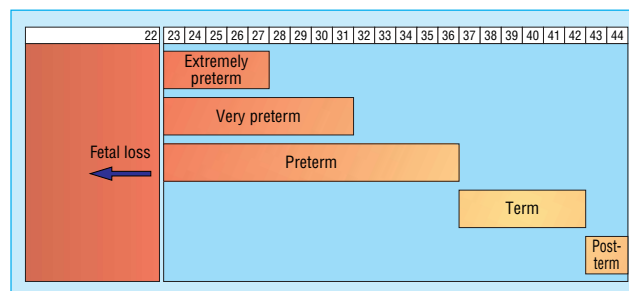 22 23 24 25 26 27 28 29 30 31 32 33 34 35 36 37 38 39 40 41 42 43 44
Extremely
preterm
Very preterm
Fetal loss
Preterm
Term
Post-
term